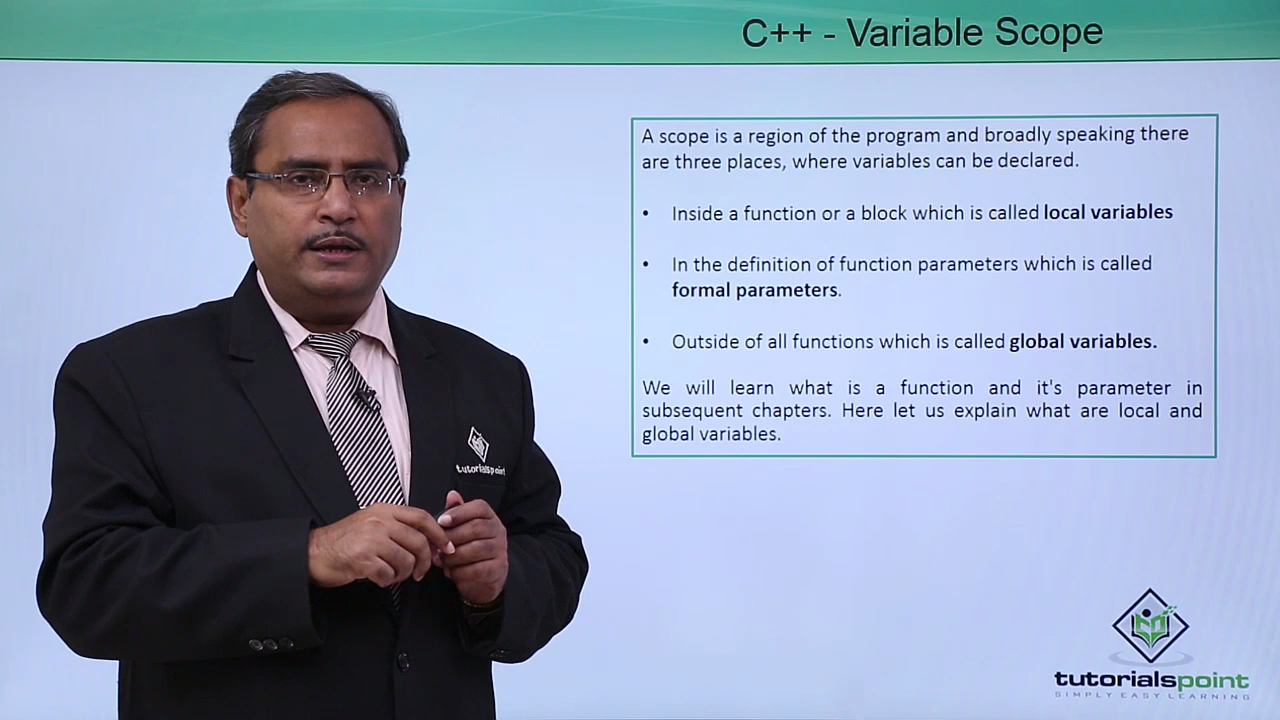 C++ - Variable Scope
A scope is a region of the program and broadly speaking there
are three places, where variables can be declared.
• Inside a function or a block which is called local variables
• In the definition of function parameters which is called
formal parameters.
• Outside of all functions which is called global variables.
We will learn what is a function and it's parameter in
subsequent chapters. Here let us explain what are local and
global variables.
tutorialspoint
tutorialspoint
SIMPLY EASY LEARNING